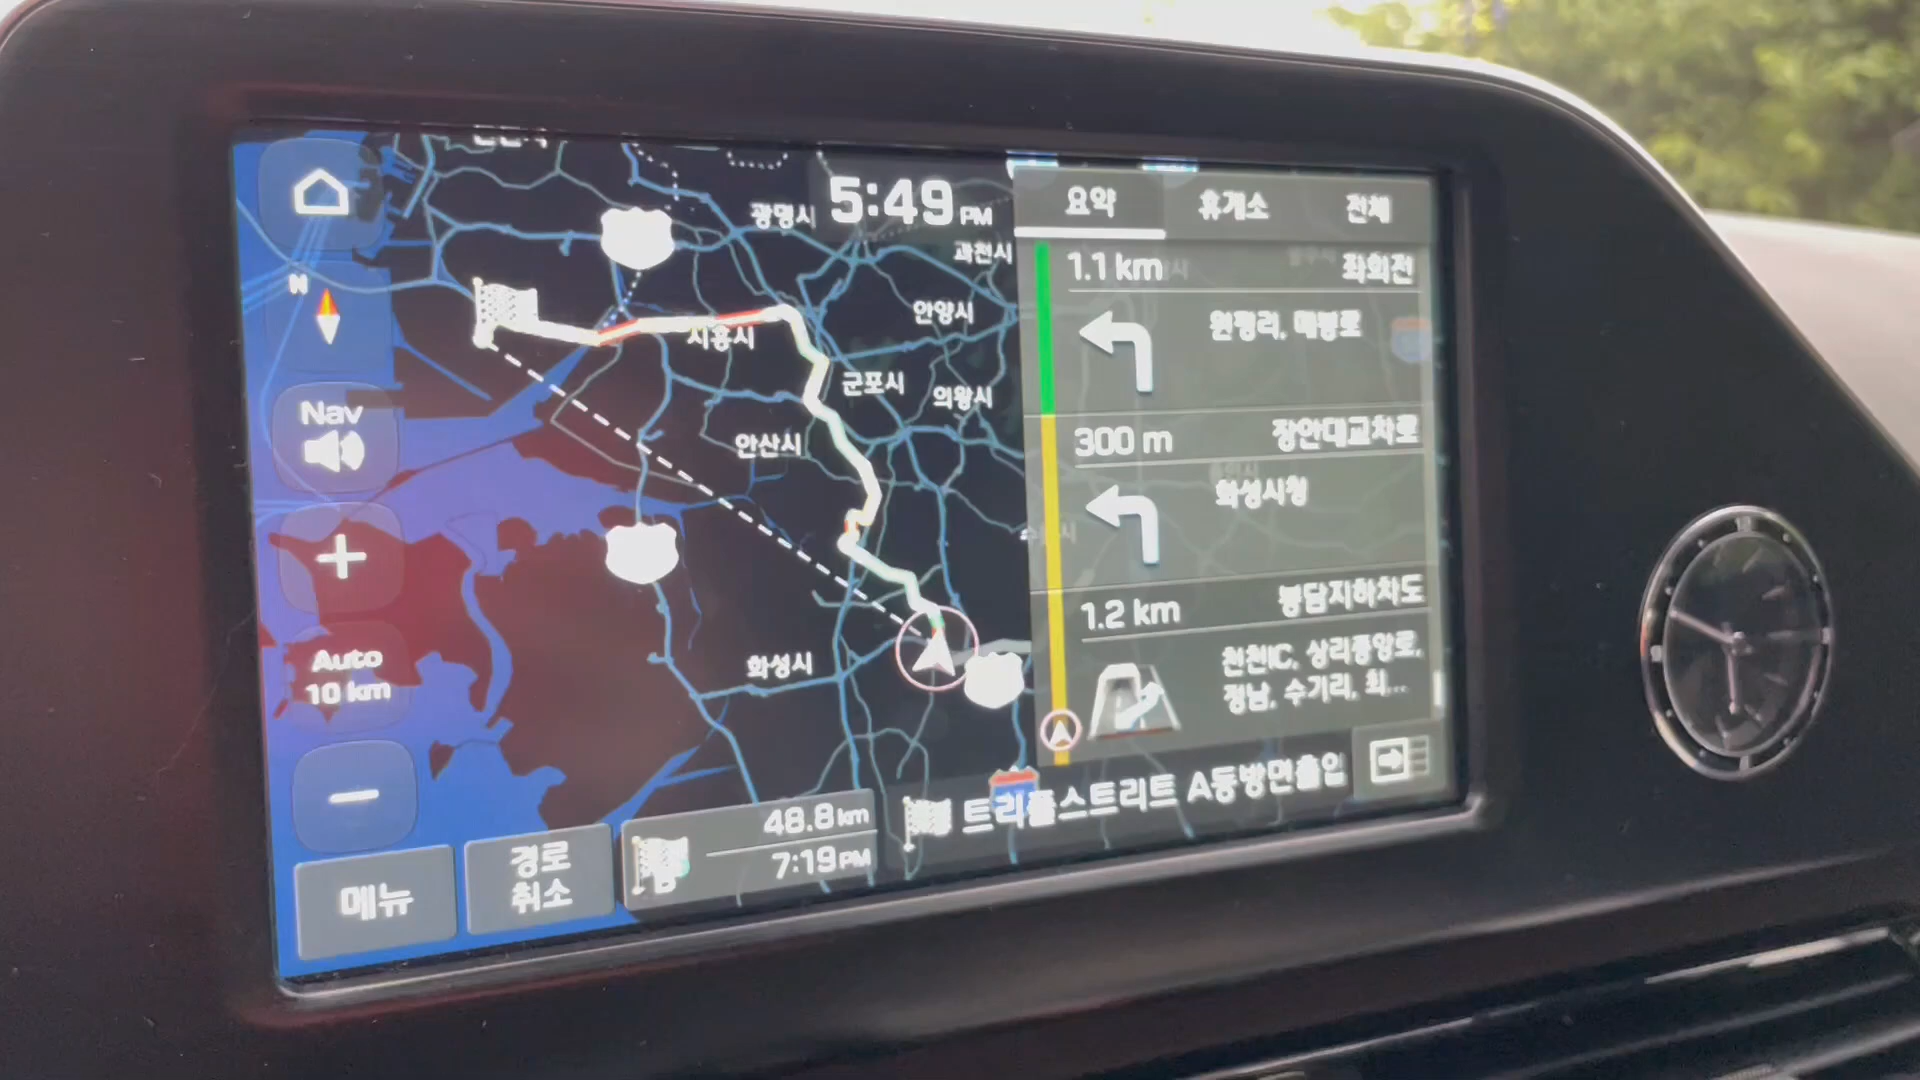 5:49 PM
광명시
과천시
안양시
시흥시
군포시
의왕시
안산시
화성시
N
Nav
Auto
10 km
메뉴
경로
취소
48.8 km
7:19 PM
요약 휴게소 전체
1.1 km 좌회전
원평리, 매봉로
300 m 장안대교차로
화성시청
1.2 km 봉담지하차도
천천IC, 상리중앙로,
정남, 수기리, 최...
트리플스트리트 A동방면출입